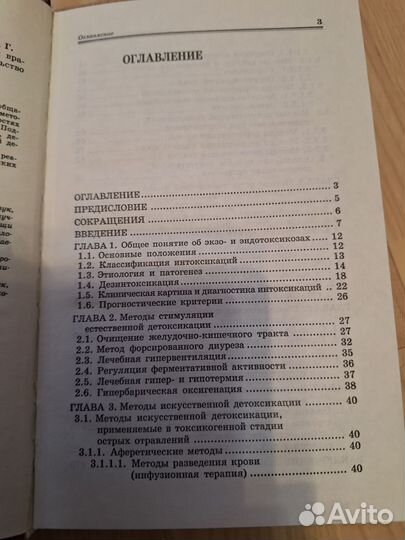 Оглавление 3
ОГЛАВЛЕНИЕ
ОГЛАВЛЕНИЕ 3
ПРЕДИСЛОВИЕ 5
СОКРАЩЕНИЯ 6
ВВЕДЕНИЕ 7
ГЛАВА 1. Общее понятие об экзо- и эндотоксикозах 12
1.1. Основные положения 12
1.2. Классификация интоксикаций 13
1.3. Этиология и патогенез 14
1.4. Дезинтоксикация 18
1.5. Клиническая картина и диагностика интоксикаций 22
1.6. Прогностические критерии 26
ГЛАВА 2. Методы стимуляции
естественной детоксикации 27
2.1. Очищение желудочно-кишечного тракта 27
2.2. Метод форсированного диуреза 32
2.3. Лечебная гипервентиляция 35
2.4. Регуляция ферментативной активности 36
2.5. Лечебная гипер- и гипотермия 37
2.6. Гипербарическая оксигенация 38
ГЛАВА 3. Методы искусственной детоксикации 40
3.1. Методы искусственной детоксикации,
применяемые в токсикогенной стадии
острых отравлений 40
3.1.1. Аферетические методы 40
3.1.1.1. Методы разведения крови
(инфузионная терапия) 40
Avito